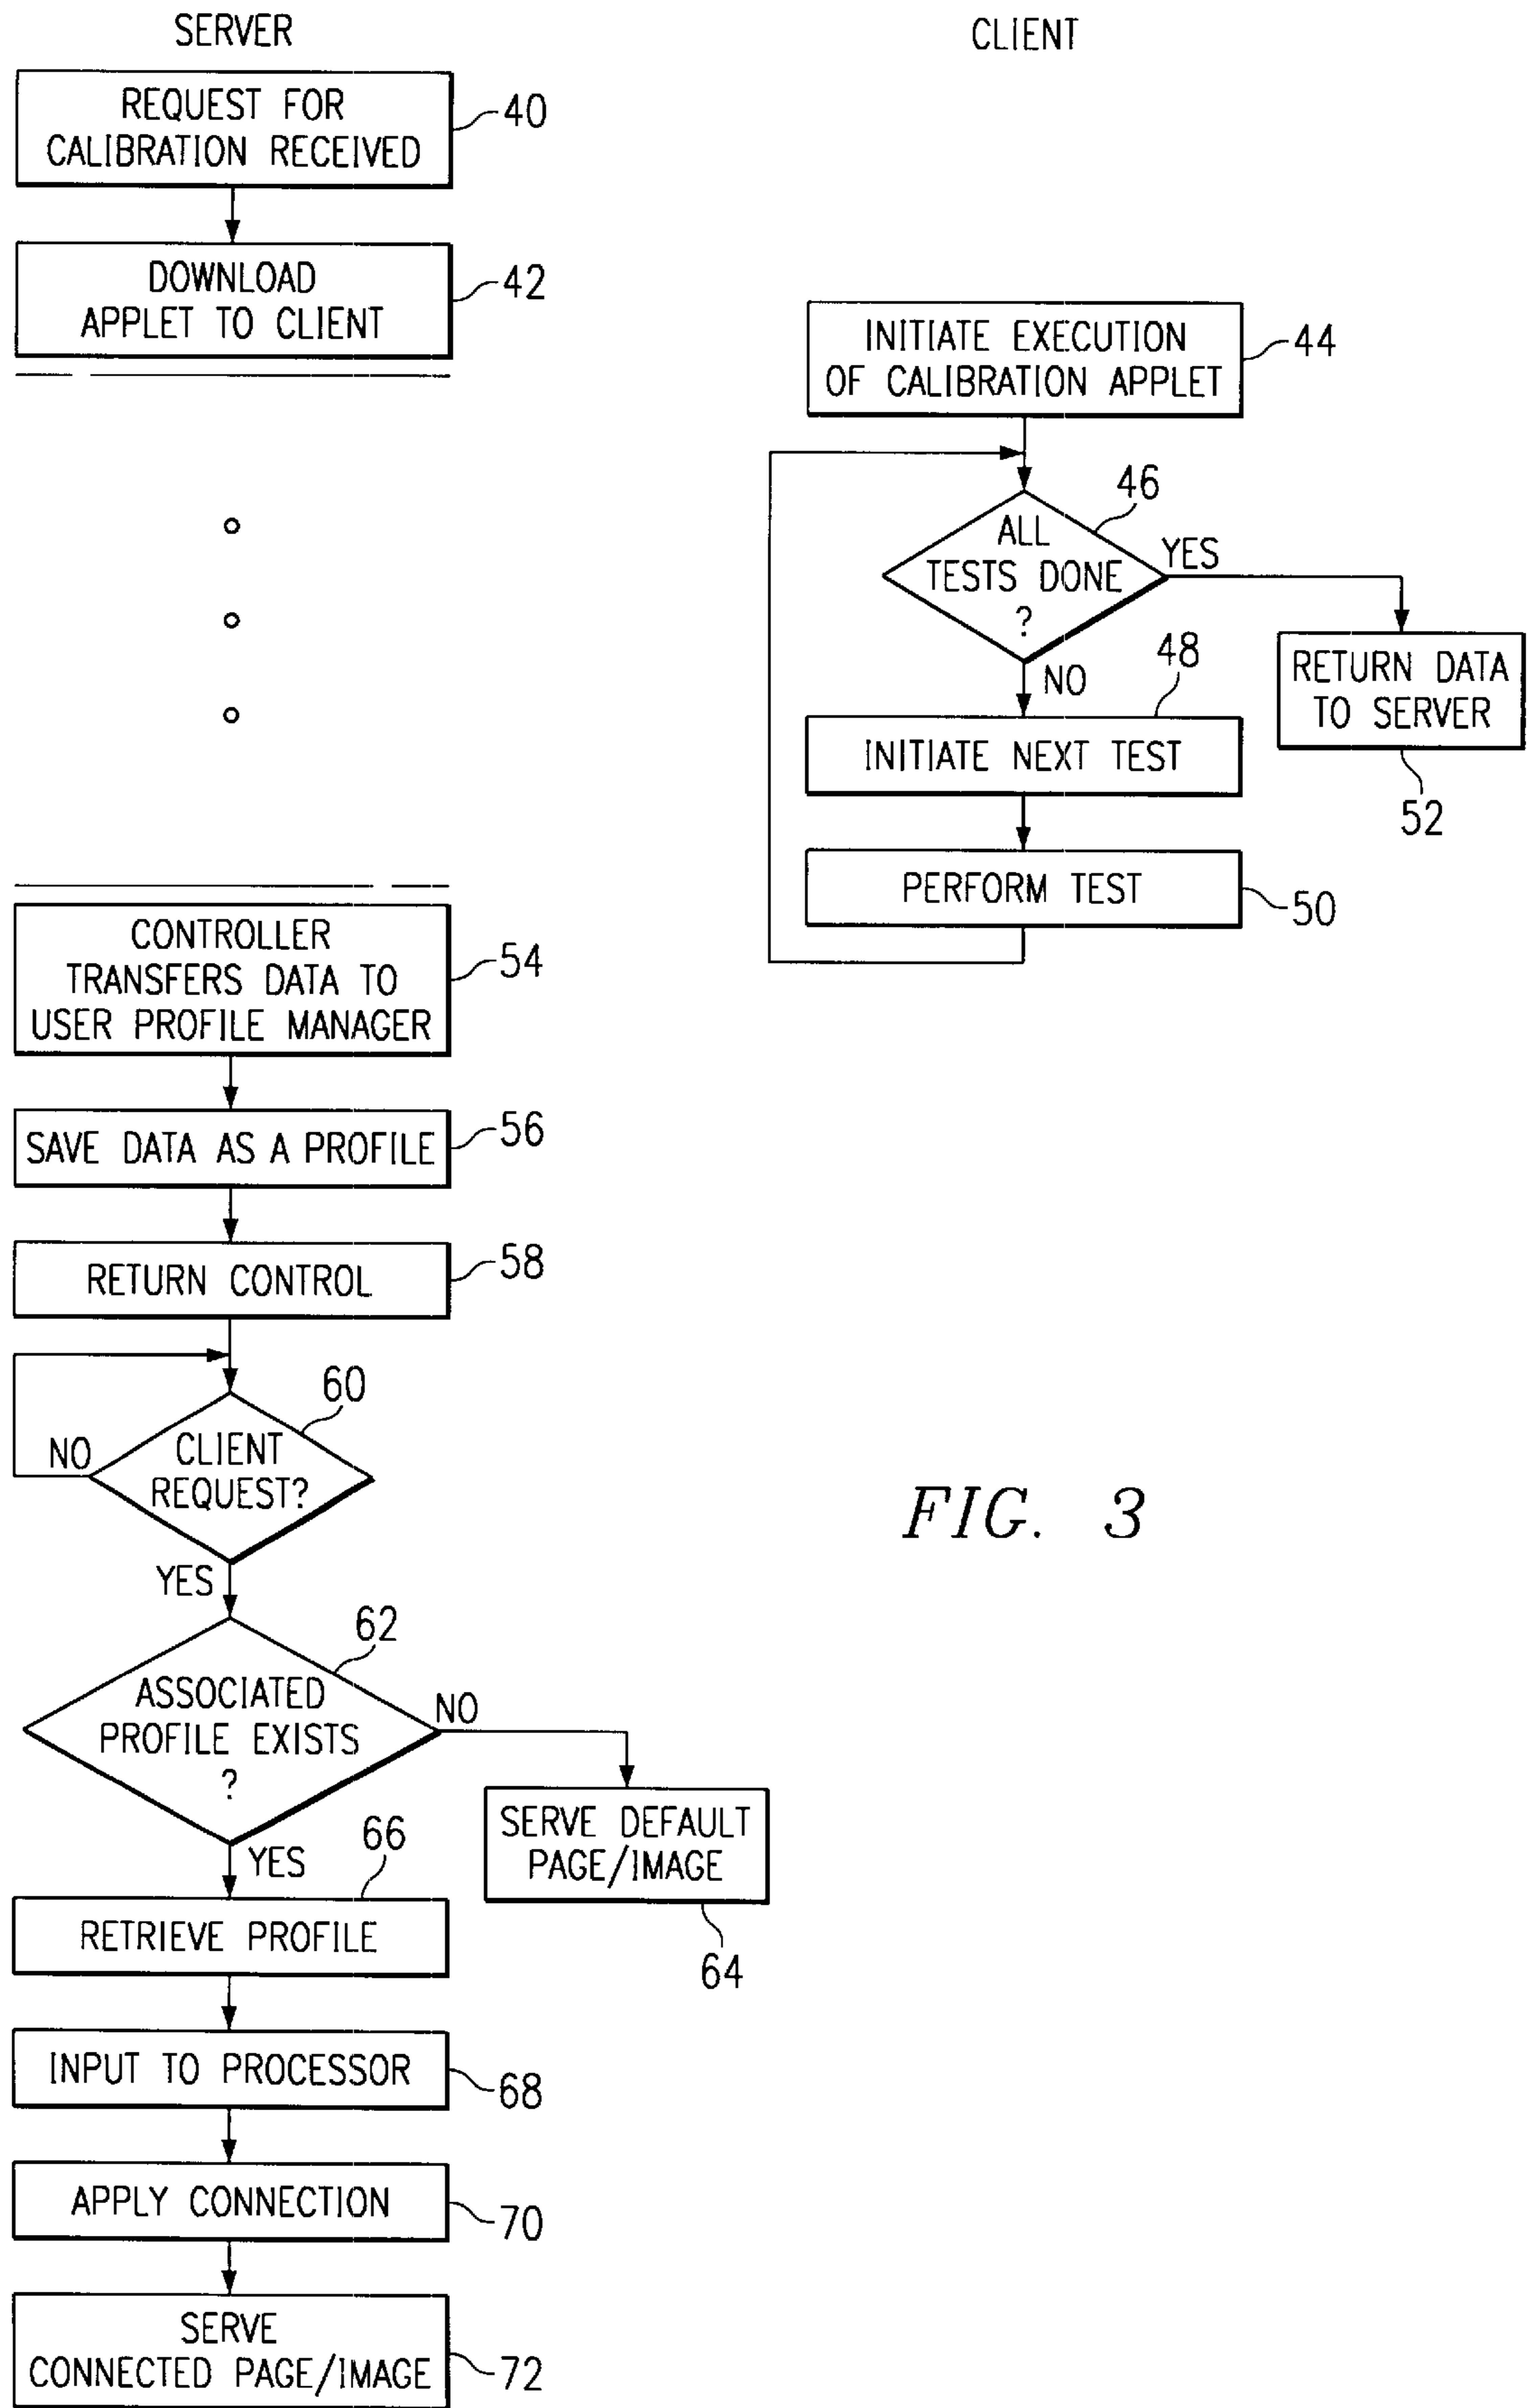 SERVER
REQUEST FOR
CALIBRATION RECEIVED
40
DOWNLOAD
APPLET TO CLIENT
42
CLIENT
INITIATE EXECUTION
OF CALIBRATION APPLET
44
46
ALL
TESTS DONE
?
YES
NO
48
INITIATE NEXT TEST
PERFORM TEST
50
RETURN DATA
TO SERVER
52
CONTROLLER
TRANSFERS DATA TO
USER PROFILE MANAGER
54
SAVE DATA AS A PROFILE
56
RETURN CONTROL
58
60
CLIENT
REQUEST?
NO
YES
62
ASSOCIATED
PROFILE EXISTS
?
NO
SERVE DEFAULT
PAGE/IMAGE
64
YES
66
RETRIEVE PROFILE
INPUT TO PROCESSOR
68
APPLY CONNECTION
70
SERVE
CONNECTED PAGE/IMAGE
72
FIG. 3